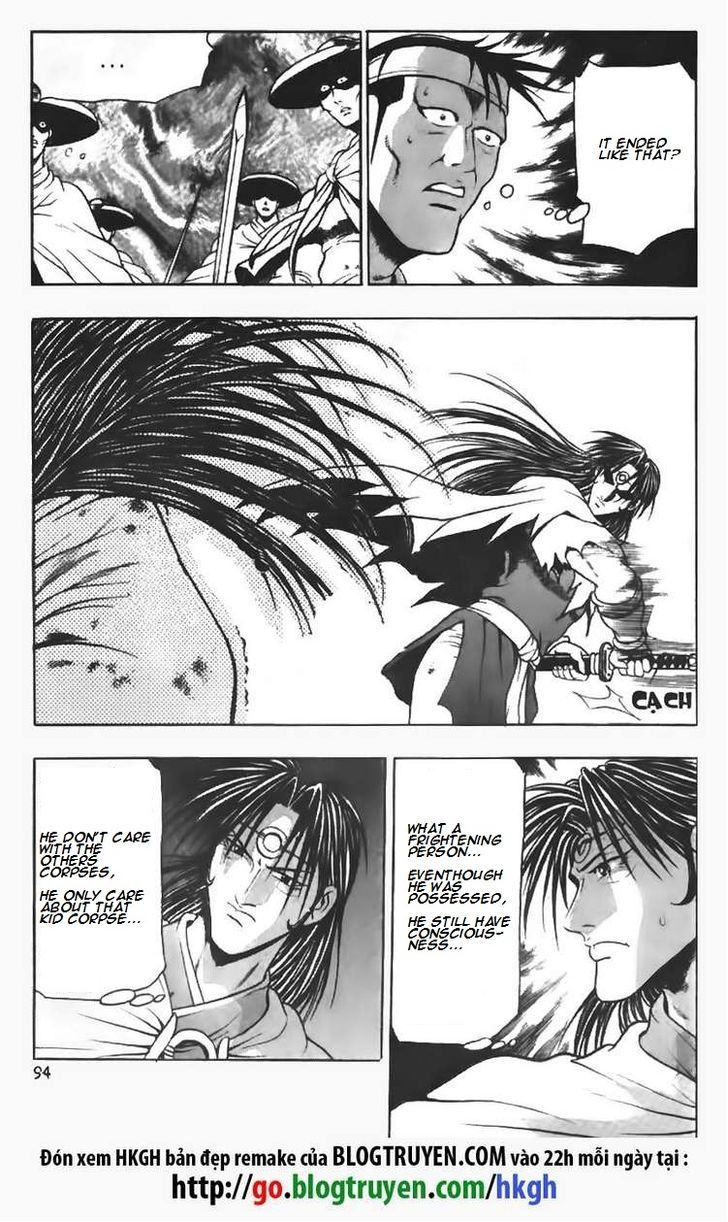 ...
IT ENDED
LIKE THAT?
CẠCH
HE DON'T CARE
WITH THE
OTHERS
CORPSES,
HE ONLY CARE
ABOUT THAT
KID CORPSE...
WHAT A
FRIGHTENING
PERSON...
EVENTHOUGH
HE WAS
POSSESSED,
HE STILL HAVE
CONSCIOUS-
NESS...
94
Đón xem HKGH bản đẹp remake của BLOGTRUYEN.COM vào 22h mỗi ngày tại :
http://go.blogtruyen.com/hkgh